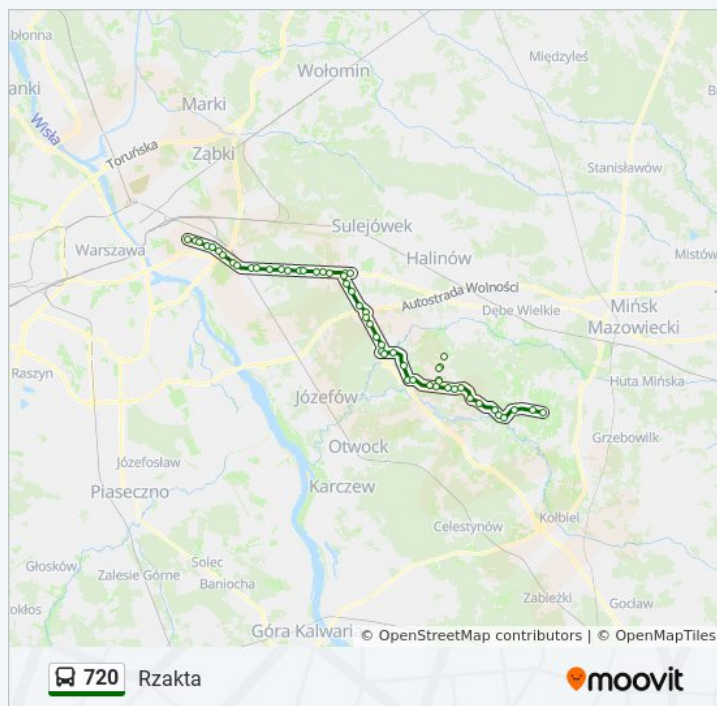 Jabłonna
Międzyleś
Wołomin
anki
Marki
Wisła
Toruńska
Ząbki
Stanisławów
Sulejówek
Warszawa
Halinów
Mistów
Autostrada Wolności
Dębe Wielkie
Mińsk
Mazowiecki
Raszyn
Huta Mińska
Józefów
Grzebowilk
Otwock
Józefosław
Karczew
Piaseczno
Kołbiel
Celestynów
Głosków
Solec
Zabieżki
Zalesie Górne
Baniocha
Gocław
okłos
Góra Kalwaria
© OpenStreetMap contributors | © OpenMapTiles
720 Rzakta
moovit